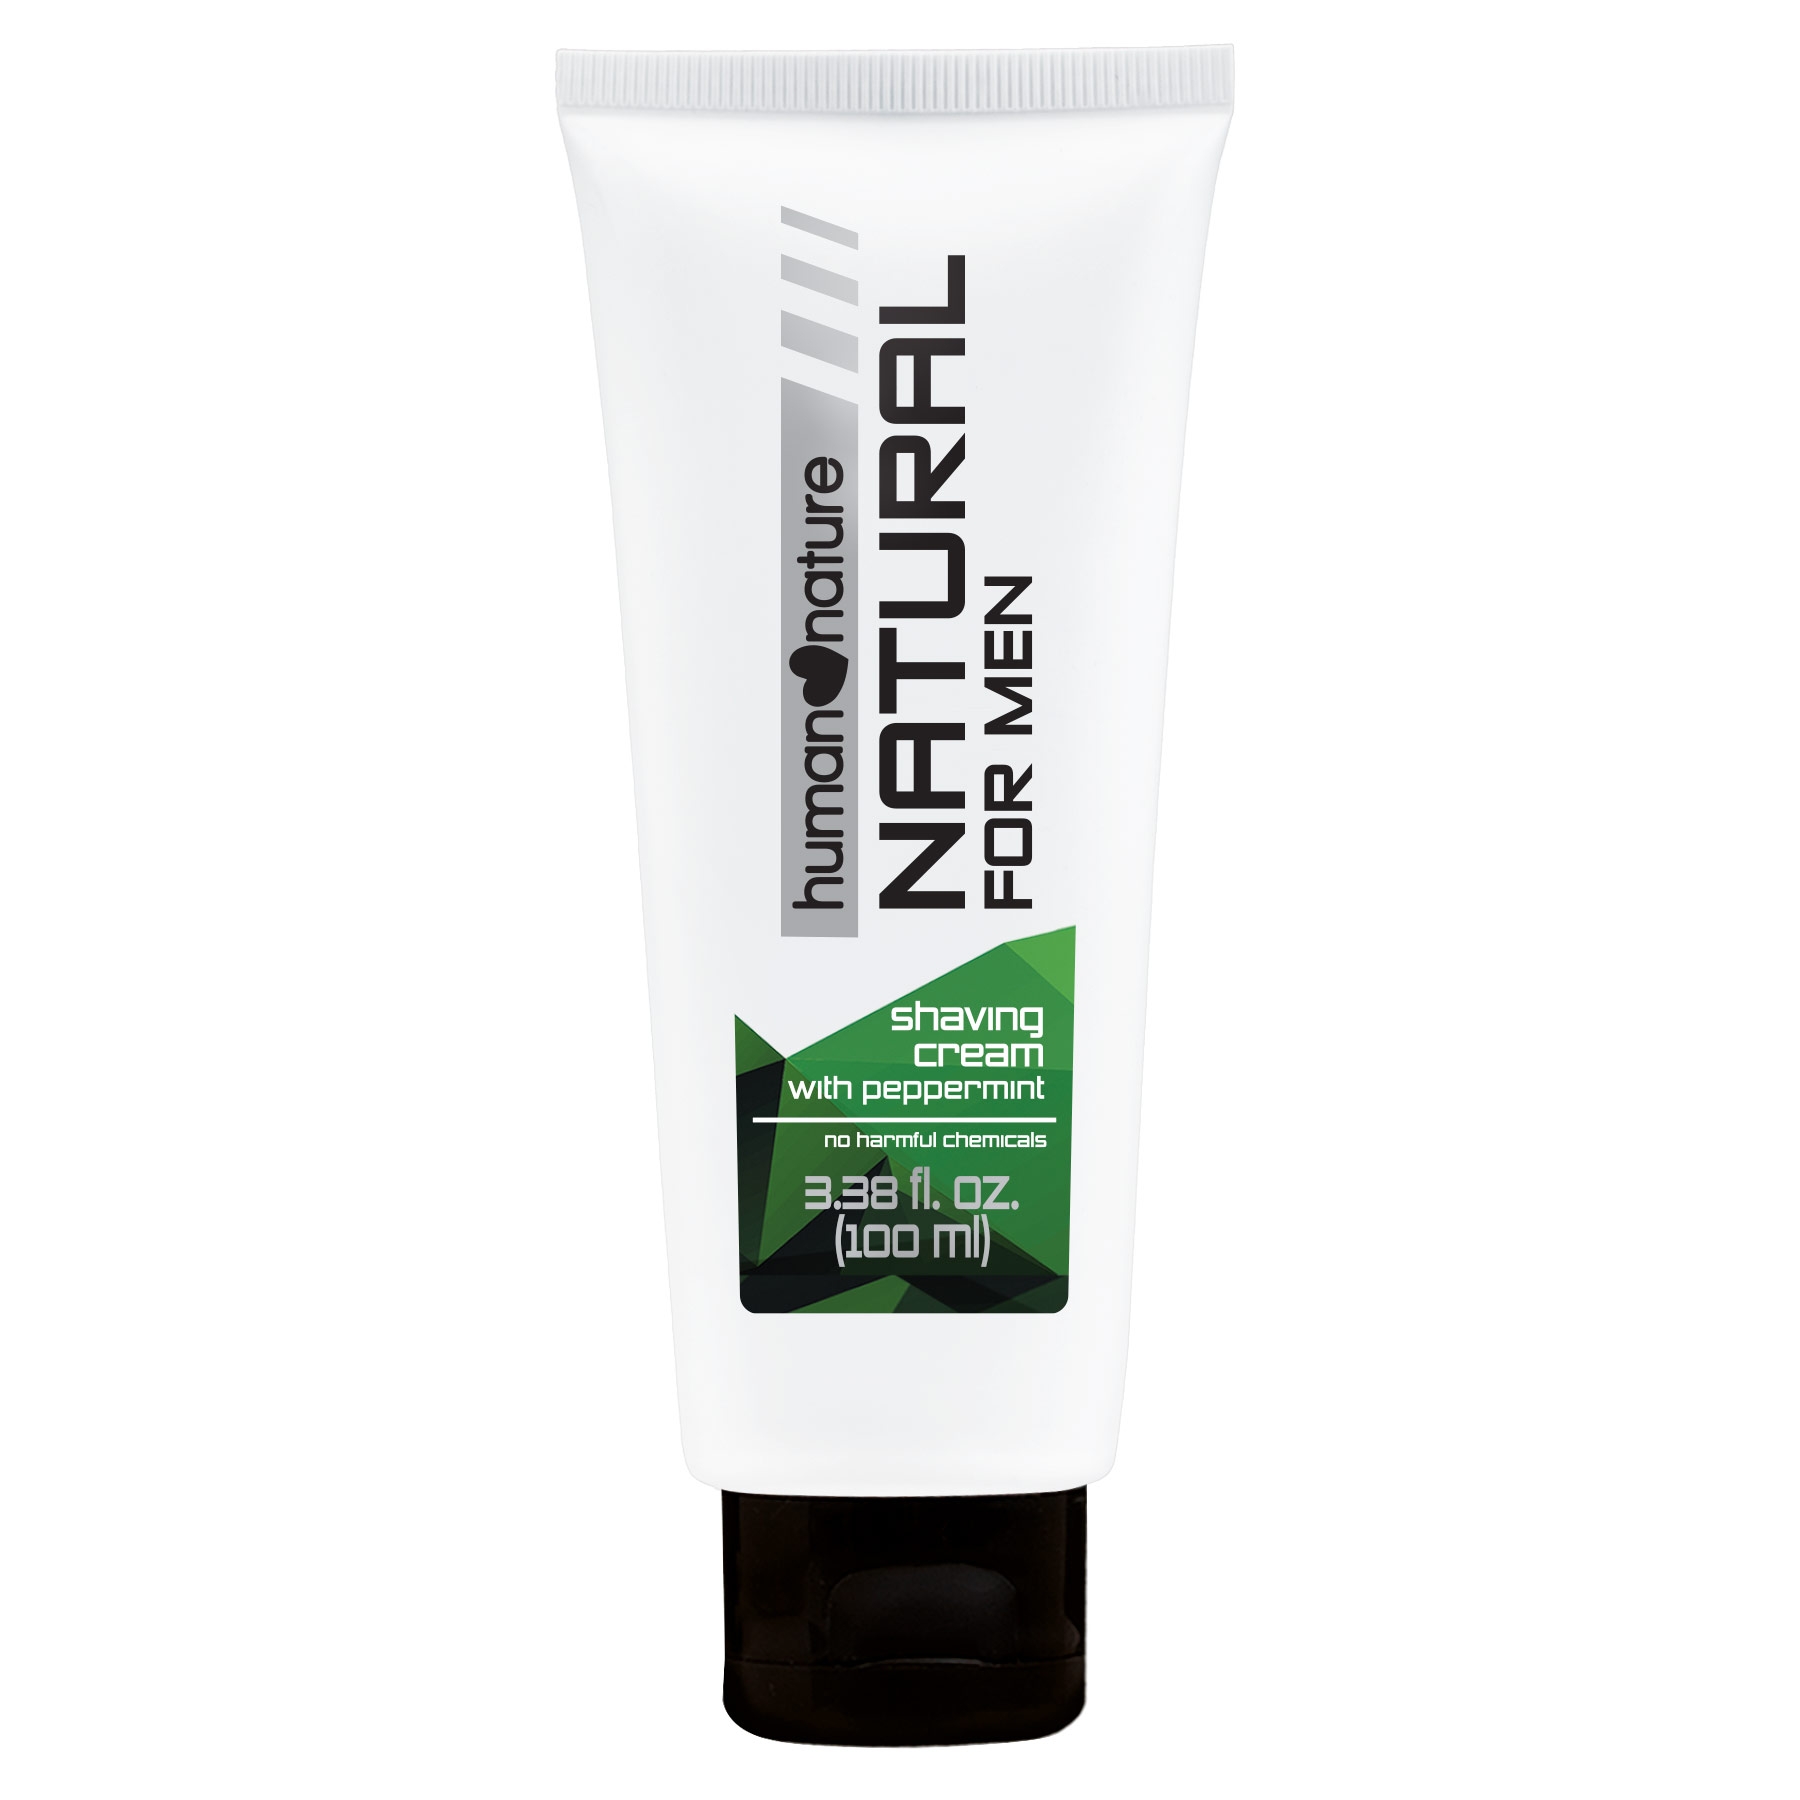 human nature
NATURAL
FOR MEN
shaving
cream
with peppermint
no harmful chemicals
3.38 fl. oz.
(100 ml)